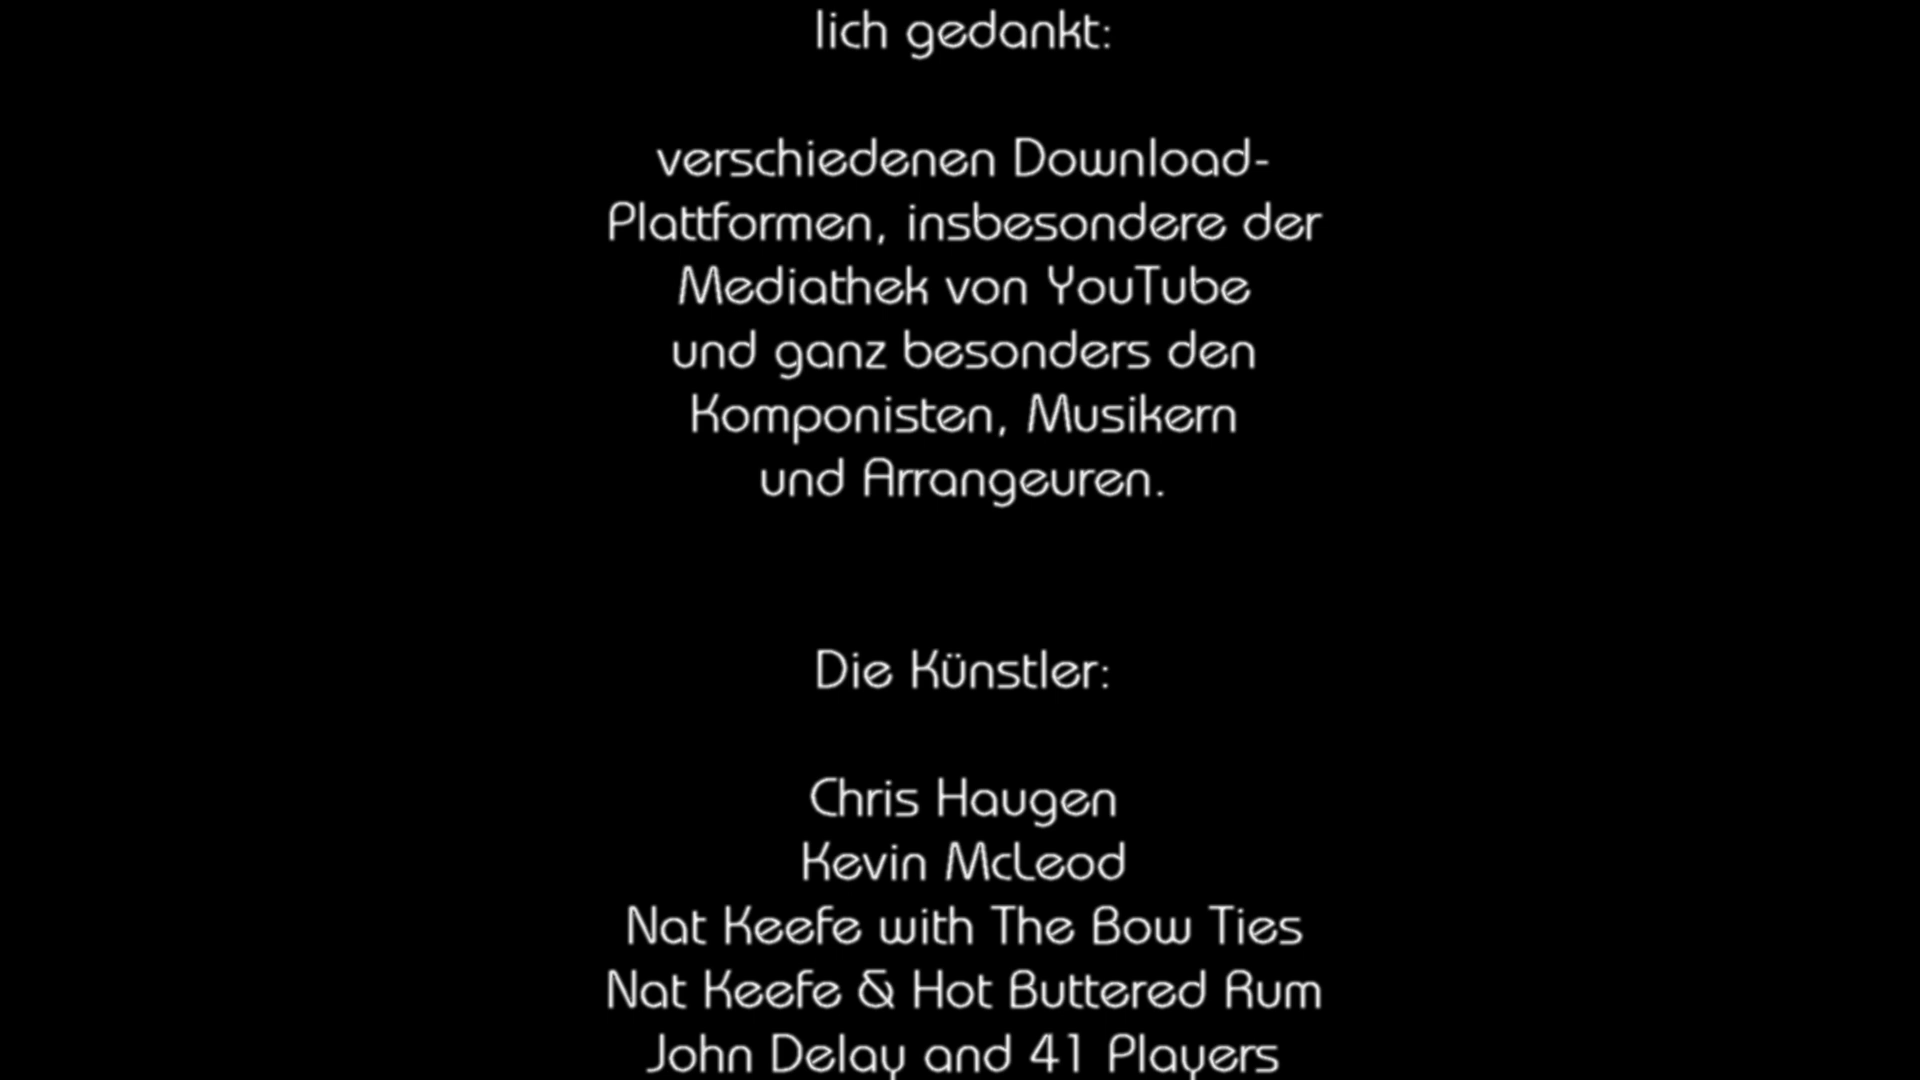 lich gedankt:
verschiedenen Download-
Plattformen, insbesondere der
Mediathek von YouTube
und ganz besonders den
Komponisten, Musikern
und Arrangeuren.
Die Künstler:
Chris Haugen
Kevin McLeod
Nat Keefe with The Bow Ties
Nat Keefe & Hot Buttered Rum
John Delay and 41 Players